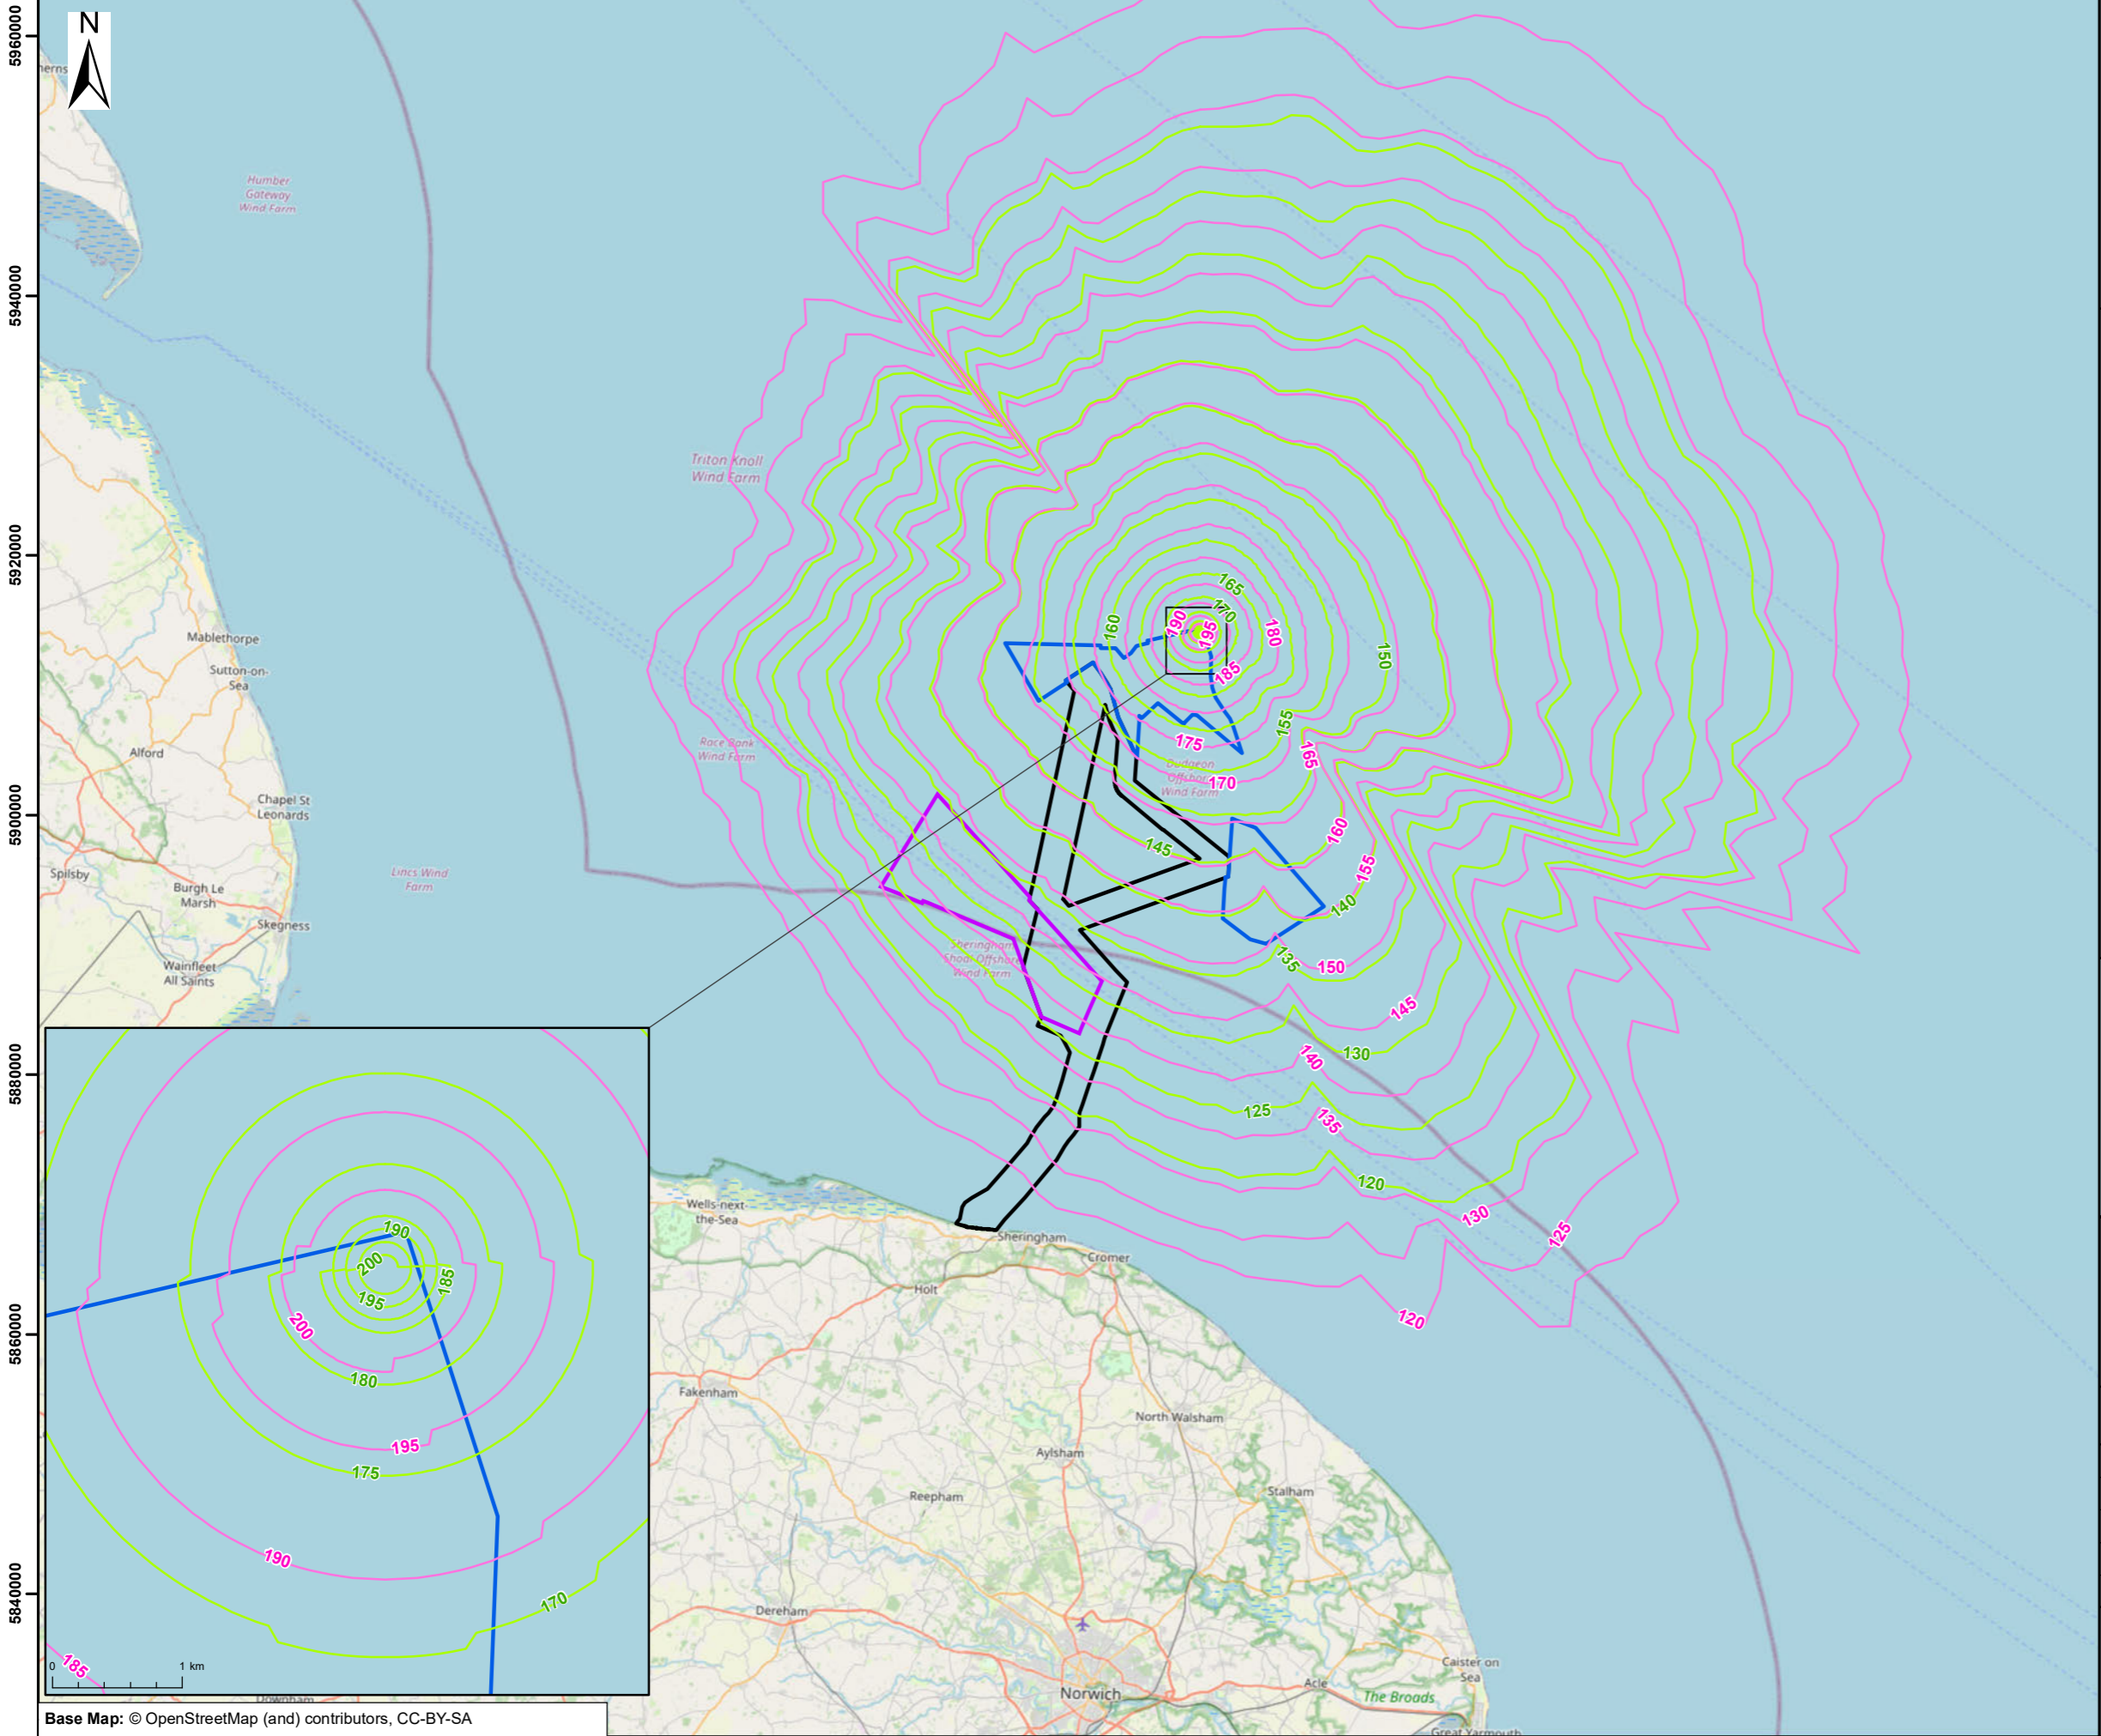 N
5960000
5940000
5920000
5900000
5880000
5860000
5840000
Humber
Gateway
Wind Farm
Triton Knoll
Wind Farm
Race Bank
Wind Farm
Lincs Wind
Farm
Dudgeon
Offshore
Wind Farm
Sheringham
Shoal Offshore
Wind Farm
Mablethorpe
Sutton-on-
Sea
Alford
Chapel St
Leonards
Spilsby
Burgh Le
Marsh
Skegness
Wainfleet
All Saints
165
170
160
190
195
180
185
150
155
175
170
165
145
160
155
140
135
150
145
130
140
125
135
120
130
125
120
Wells-next-
the-Sea
Sheringham
Cromer
Holt
Fakenham
North Walsham
Aylsham
Reepham
Stalham
Dereham
Norwich
Acle
The Broads
Caister on
Sea
Great Yarmouth
190
200
185
195
200
180
195
175
190
170
185
0 1 km
Downham
Base Map: © OpenStreetMap (and) contributors, CC-BY-SA